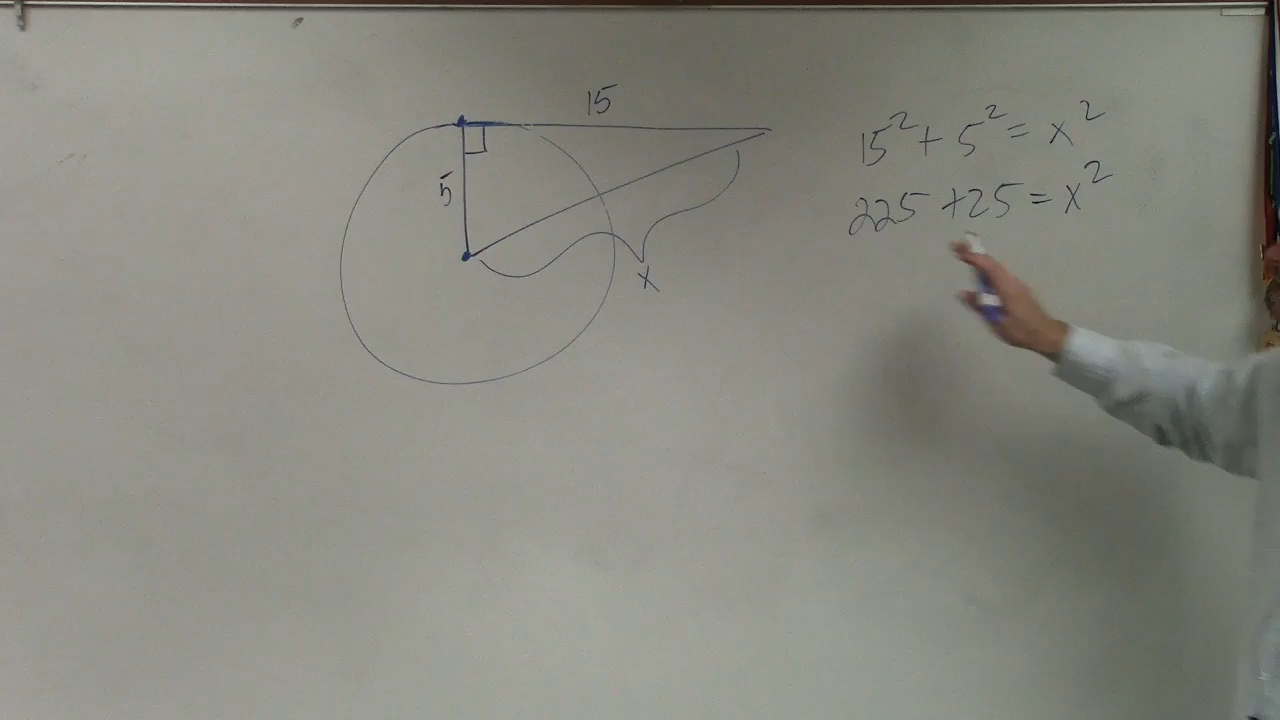 15
5
x
15² + 5² = x²
225 + 25 = x²